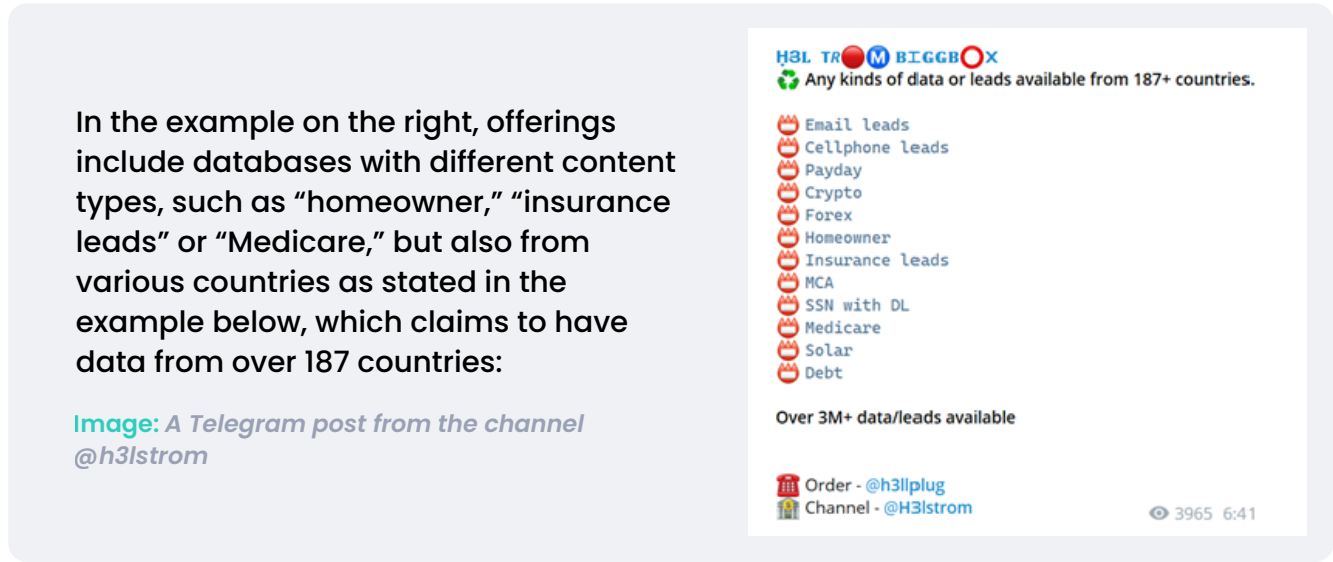 In the example on the right, offerings
include databases with different content
types, such as “homeowner,” “insurance
leads” or “Medicare,” but also from
various countries as stated in the
example below, which claims to have
data from over 187 countries:
Image: A Telegram post from the channel
@h3lstrom
ḤƎL TR🔴Ⓜ️ BIGGB⭕X
♻️ Any kinds of data or leads available from 187+ countries.
📛 Email leads
📛 Cellphone leads
📛 Payday
📛 Crypto
📛 Forex
📛 Homeowner
📛 Insurance leads
📛 MCA
📛 SSN with DL
📛 Medicare
📛 Solar
📛 Debt
Over 3M+ data/leads available
☎️ Order - @h3llplug
🏦 Channel - @H3lstrom
3965 6:41